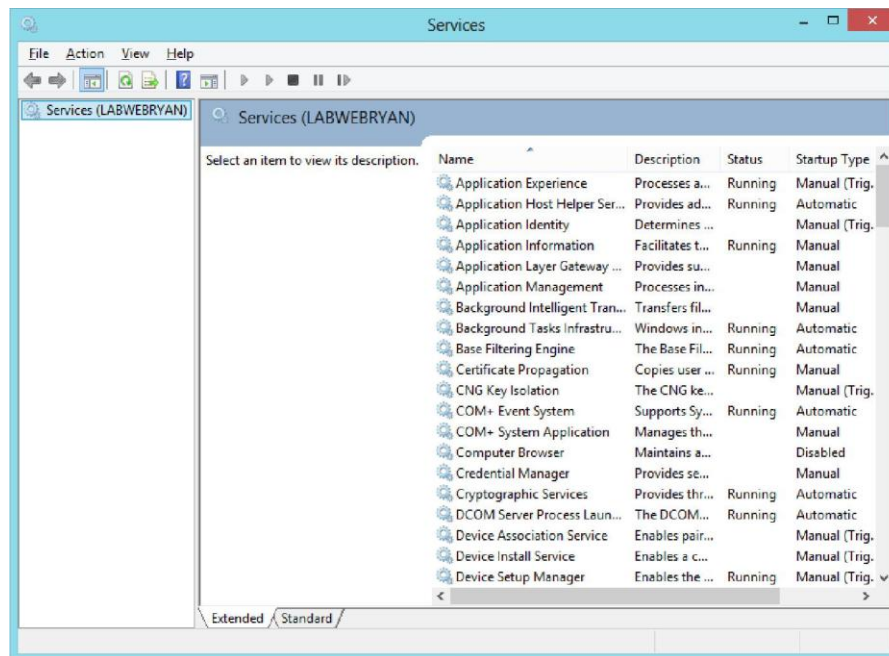 Services
File Action View Help
Services (LABWEBRYAN)
Services (LABWEBRYAN)
Select an item to view its description.
Name Description Status Startup Type
Application Experience Processes a... Running Manual (Trig.
Application Host Helper Ser... Provides ad... Running Automatic
Application Identity Determines ... Manual (Trig.
Application Information Facilitates t... Running Manual
Application Layer Gateway ... Provides su... Manual
Application Management Processes in... Manual
Background Intelligent Tran... Transfers fil... Manual
Background Tasks Infrastru... Windows in... Running Automatic
Base Filtering Engine The Base Fil... Running Automatic
Certificate Propagation Copies user ... Running Manual
CNG Key Isolation The CNG ke... Manual (Trig.
COM+ Event System Supports Sy... Running Automatic
COM+ System Application Manages th... Manual
Computer Browser Maintains a... Disabled
Credential Manager Provides se... Manual
Cryptographic Services Provides thr... Running Automatic
DCOM Server Process Laun... The DCOM... Running Automatic
Device Association Service Enables pair... Manual (Trig.
Device Install Service Enables a c... Manual (Trig.
Device Setup Manager Enables the ... Running Manual (Trig.
Extended Standard